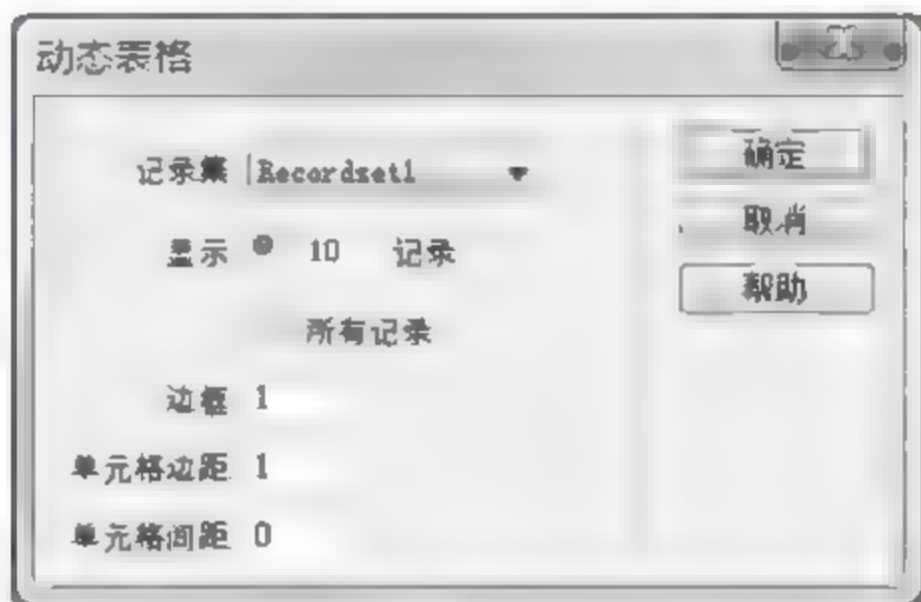 动态表格
记录集 Recordset1
显示 10 记录
所有记录
边框 1
单元格边距 1
单元格间距 0
确定
取消
帮助